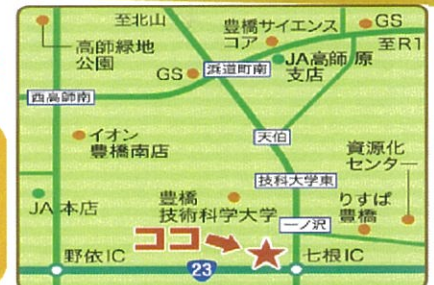 至北山
豊橋サイエンス
コア
GS
至R1
高師緑地
公園
GS
浜道町南
JA高師 原
支店
西高師南
イオン
豊橋南店
天伯
資源化
センター
技科大学東
JA 本店
豊橋
技術科学大学
りすぱ
豊橋
一ノ沢
ココ
野依IC
23
七根IC